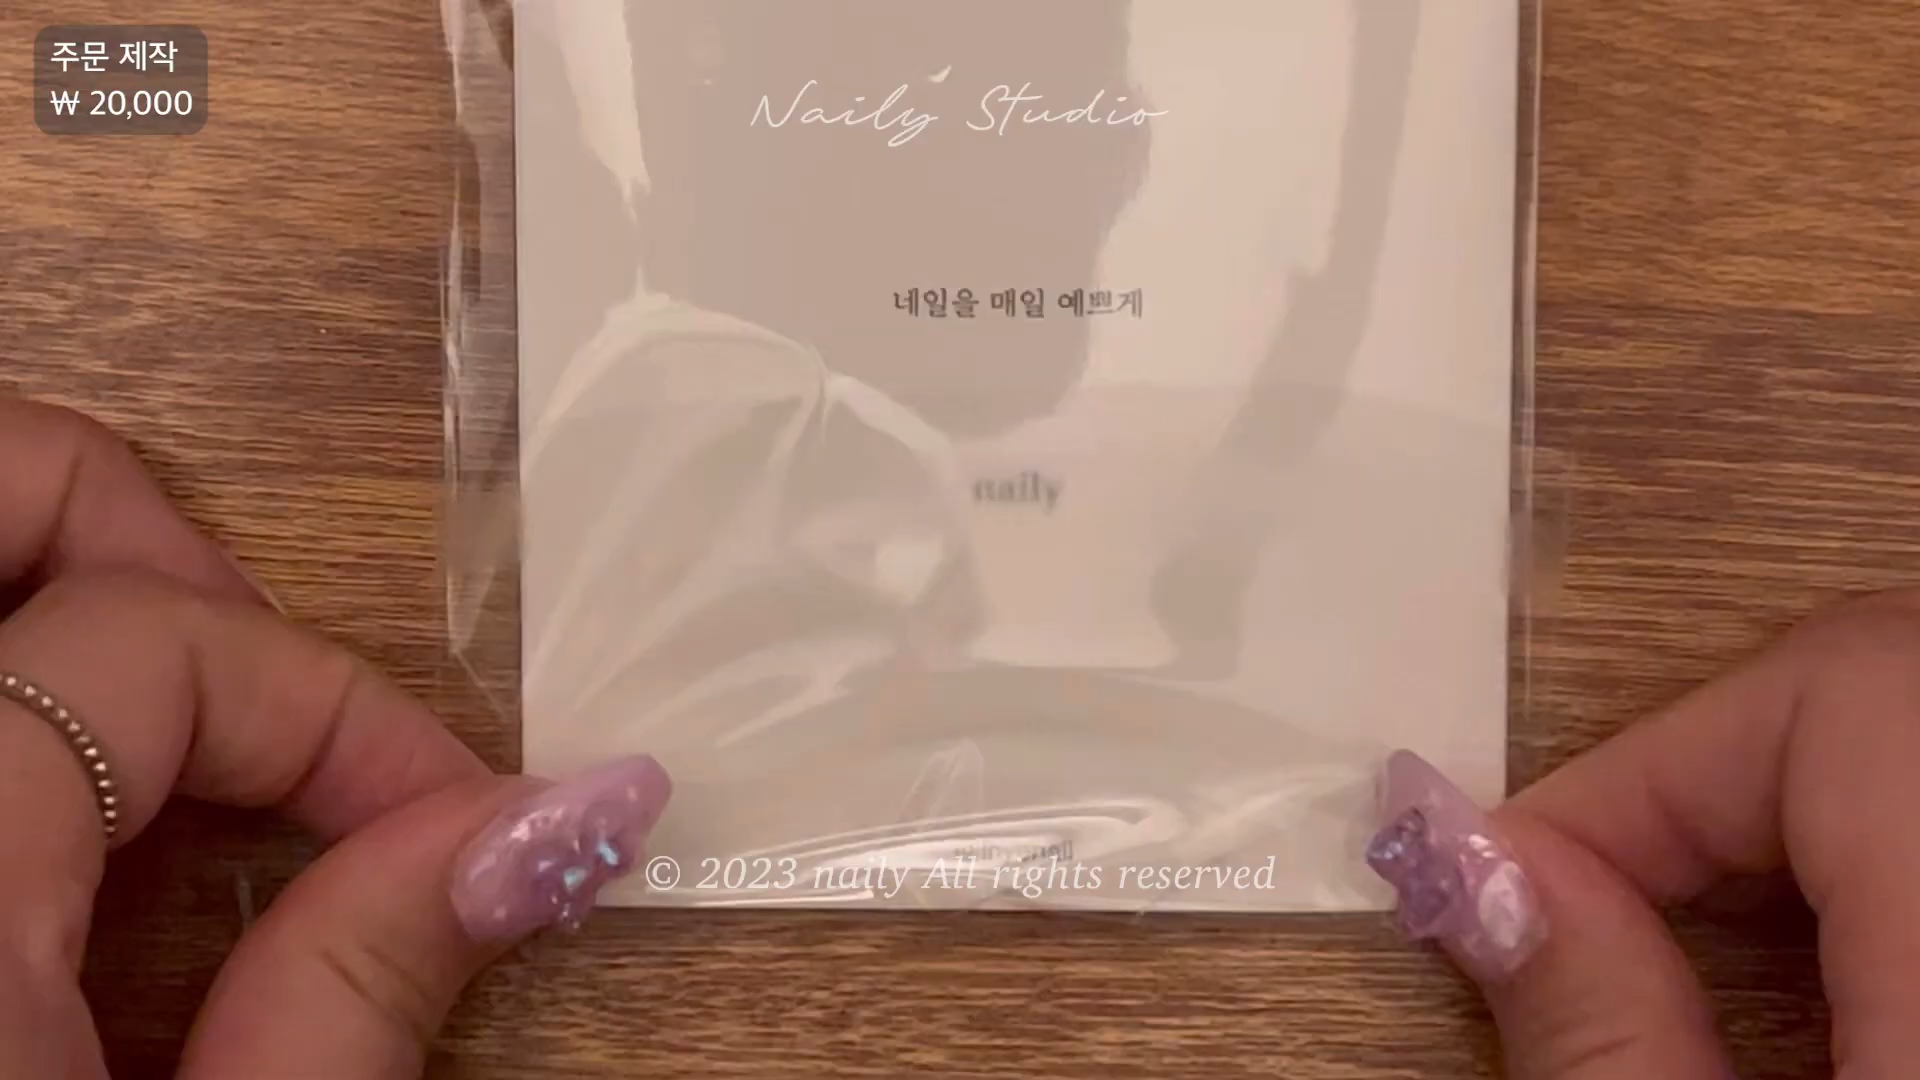 주문 제작
₩ 20,000
Naily Studio
네일을 매일 예쁘게
naily
© 2023 naily All rights reserved